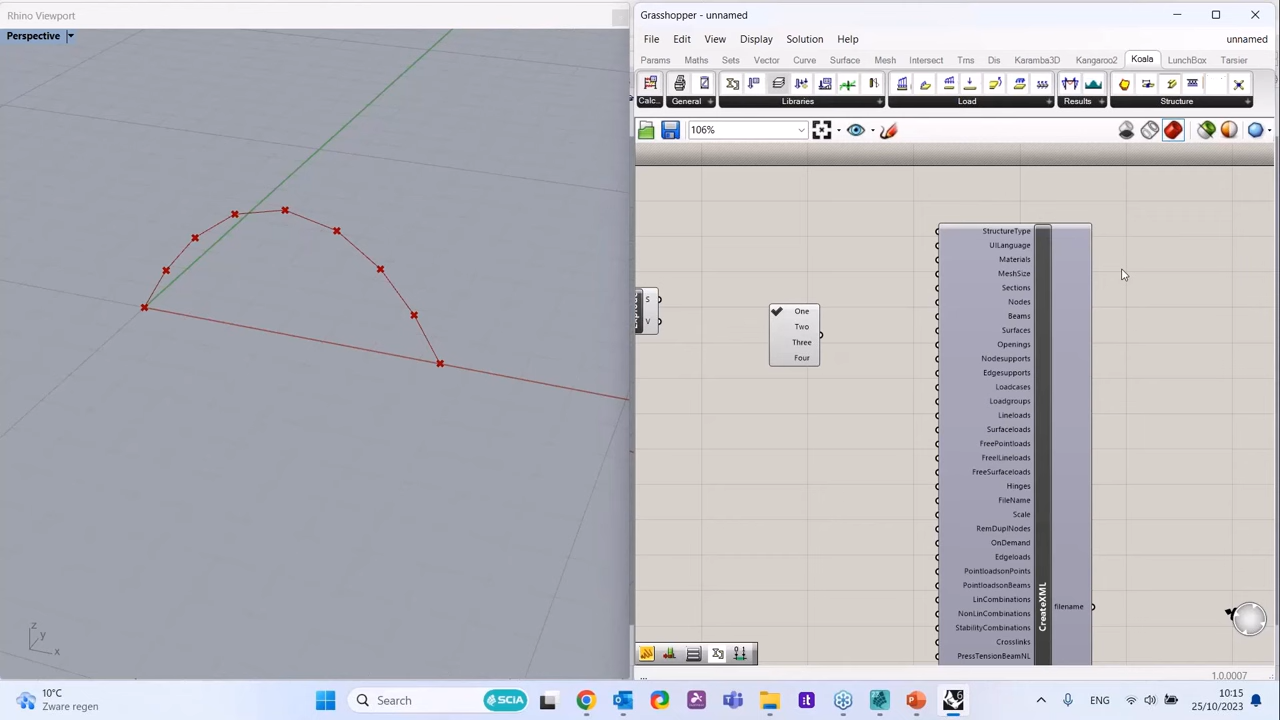 Rhino Viewport
Perspective
z
y
x
Grasshopper - unnamed
File Edit View Display Solution Help unnamed
Params Maths Sets Vector Curve Surface Mesh Intersect Trns Dis Karamba3D Kangaroo2 Koala LunchBox Tarsier
Calc... General Libraries Load Results Structure
106%
S
V
One
Two
Three
Four
StructureType
UILanguage
Materials
MeshSize
Sections
Nodes
Beams
Surfaces
Openings
Nodesupports
Edgesupports
Loadcases
Loadgroups
Lineloads
Surfaceloads
FreePointloads
FreelLineloads
FreeSurfaceloads
Hinges
FileName
Scale
RemDuplNodes
OnDemand
Edgeloads
PointloadsonPoints
PointloadsonBeams
LinCombinations
NonLinCombinations
StabilityCombinations
Crosslinks
PressTensionBeamNL
CreateXML
filename
...
1.0.0007
10°C
Zware regen
Search
SCIA
ENG
10:15
25/10/2023